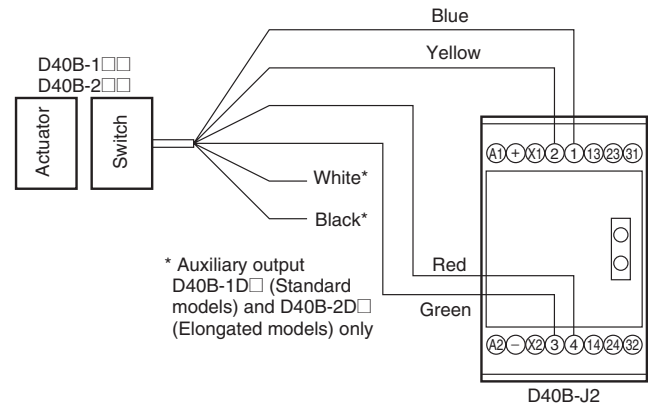 Blue
Yellow
D40B-1□□
D40B-2□□
Actuator
Switch
A1 + X1 2 1 13 23 31
White*
Black*
* Auxiliary output
D40B-1D□ (Standard
models) and D40B-2D□
(Elongated models) only
Red
Green
A2 − X2 3 4 14 24 32
D40B-J2